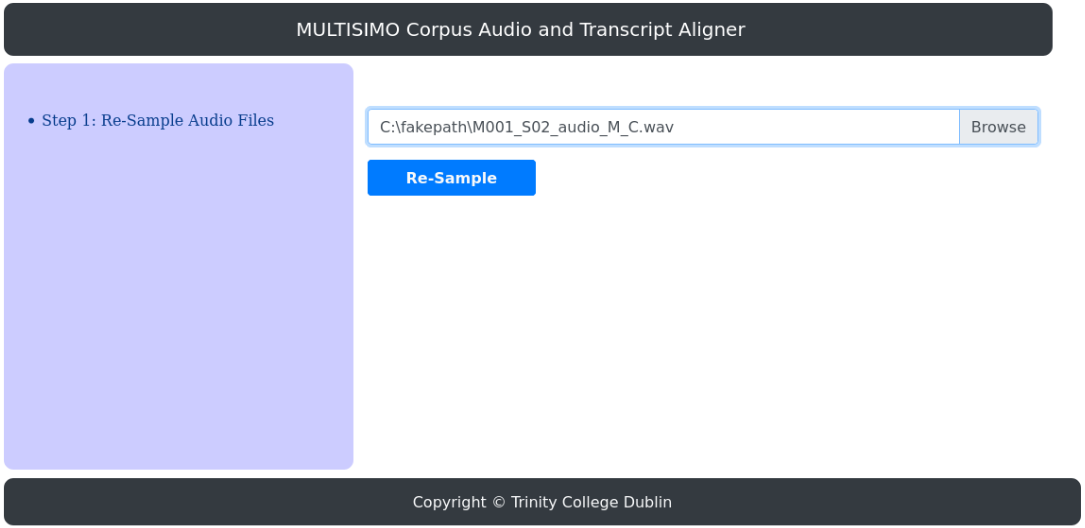 MULTISIMO Corpus Audio and Transcript Aligner
• Step 1: Re-Sample Audio Files
C:\fakepath\M001_S02_audio_M_C.wav Browse
Re-Sample
Copyright © Trinity College Dublin